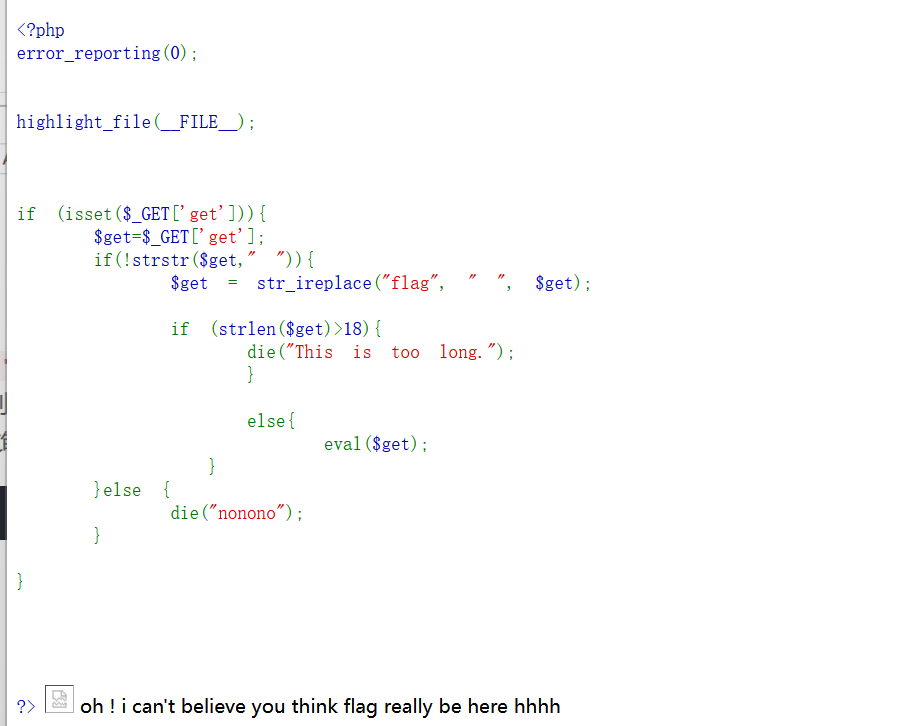 <?php
error_reporting(0);
highlight_file(__FILE__);
if (isset($_GET['get'])){
$get=$_GET['get'];
if(!strstr($get," ")){
$get = str_ireplace("flag", " ", $get);
if (strlen($get)>18){
die("This is too long.");
}
else{
eval($get);
}
}else {
die("nonono");
}
}
?> oh ! i can't believe you think flag really be here hhhh